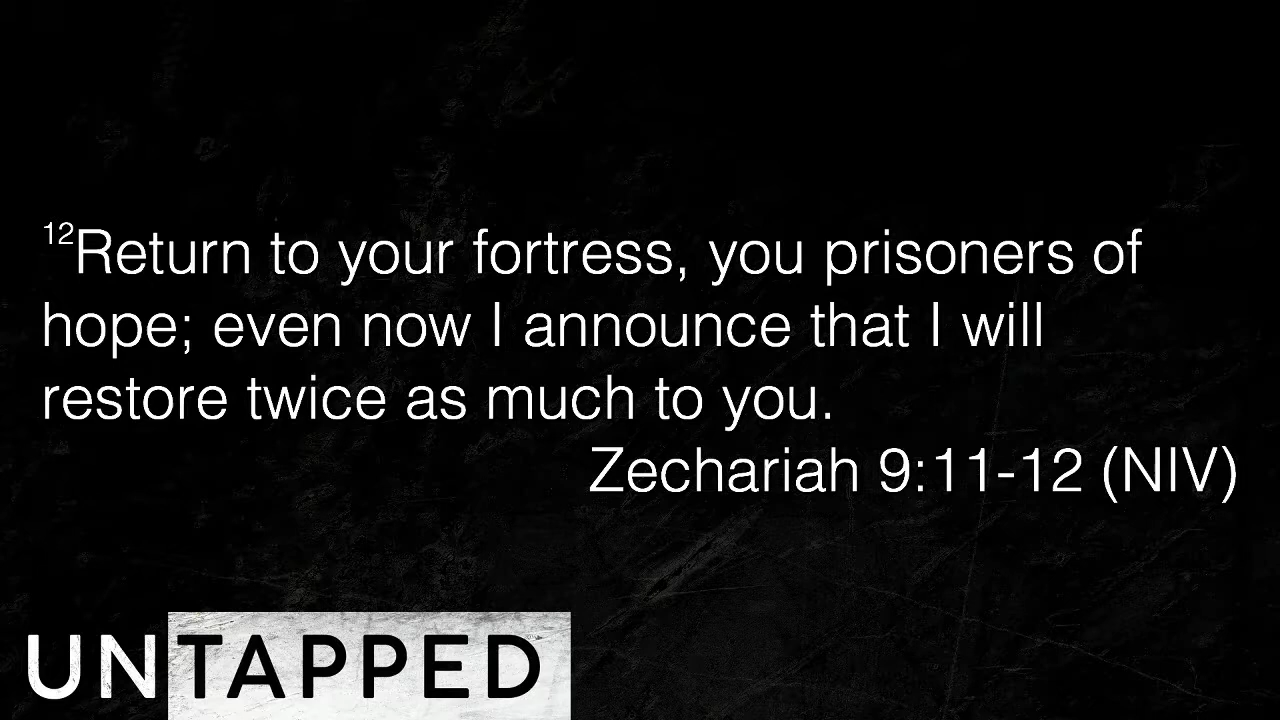 ¹²Return to your fortress, you prisoners of
hope; even now I announce that I will
restore twice as much to you.
Zechariah 9:11-12 (NIV)
UNTAPPED